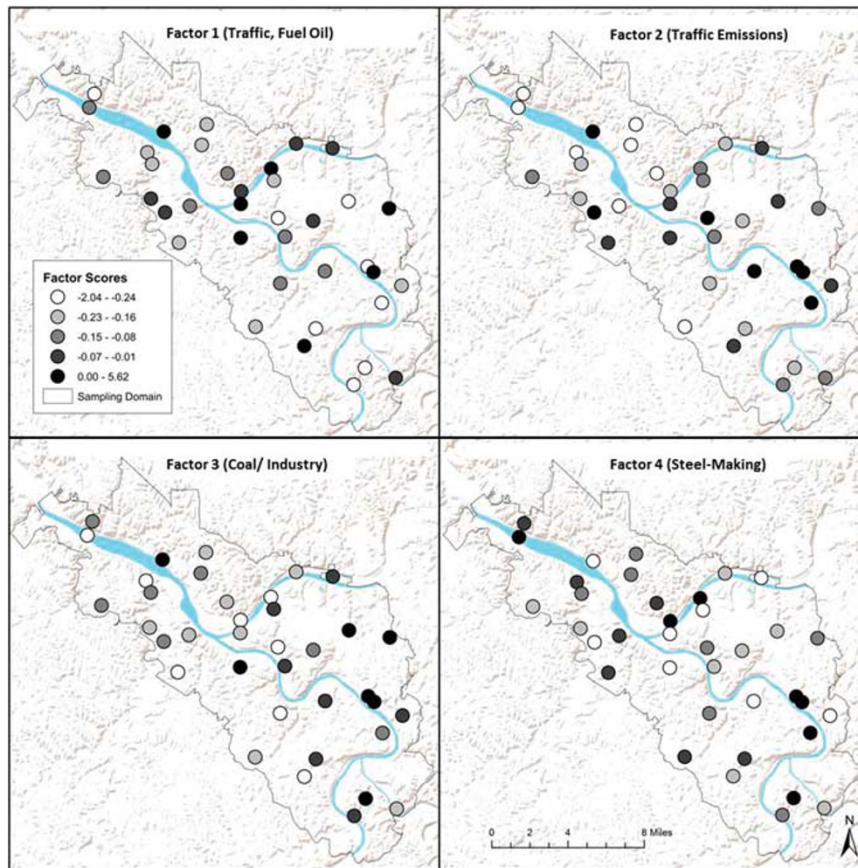 Factor 1 (Traffic, Fuel Oil)
Factor 2 (Traffic Emissions)
Factor Scores
-2.04 - -0.24
-0.23 - -0.16
-0.15 - -0.08
-0.07 - -0.01
0.00 - 5.62
Sampling Domain
Factor 3 (Coal/ Industry)
Factor 4 (Steel-Making)
0 2 4 8 Miles
N